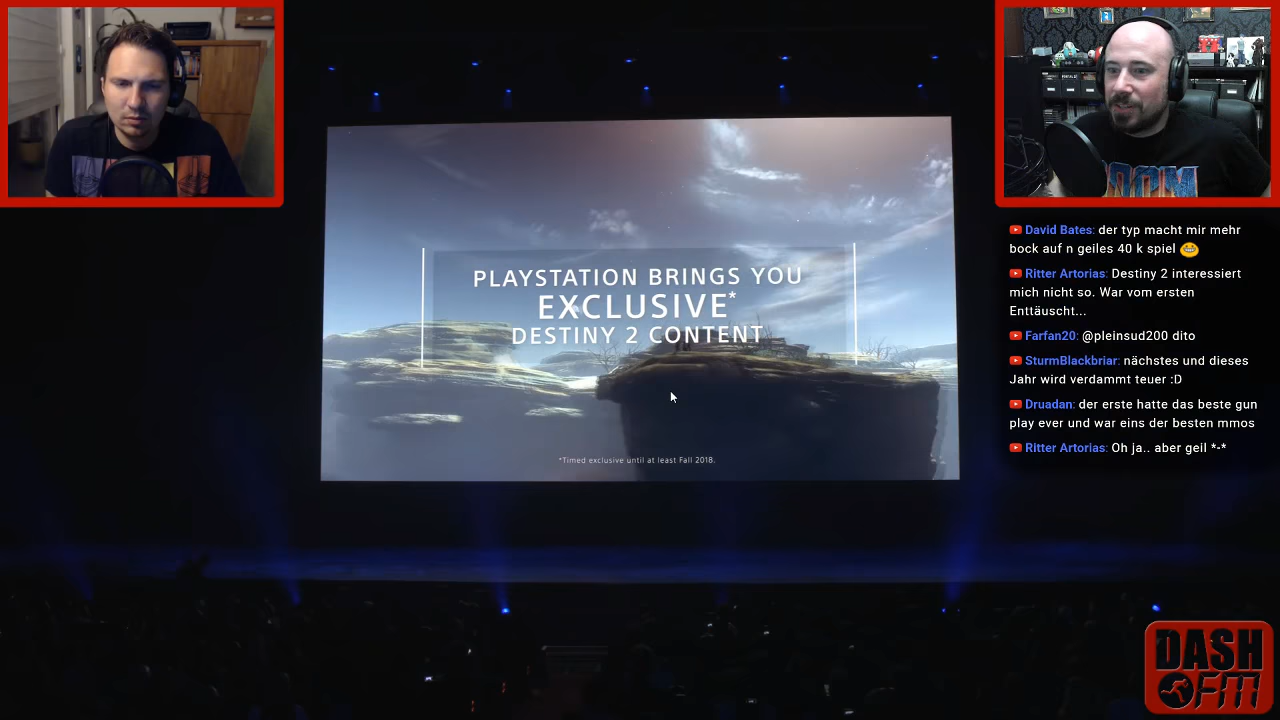 PLAYSTATION BRINGS YOU
EXCLUSIVE*
DESTINY 2 CONTENT
*Timed exclusive until at least Fall 2018.
DOOM
David Bates: der typ macht mir mehr
bock auf n geiles 40 k spiel
Ritter Artorias: Destiny 2 interessiert
mich nicht so. War vom ersten
Enttäuscht...
Farfan20: @pleinsud200 dito
SturmBlackbriar: nächstes und dieses
Jahr wird verdammt teuer :D
Druadan: der erste hatte das beste gun
play ever und war eins der besten mmos
Ritter Artorias: Oh ja.. aber geil *-*
DASH
FM